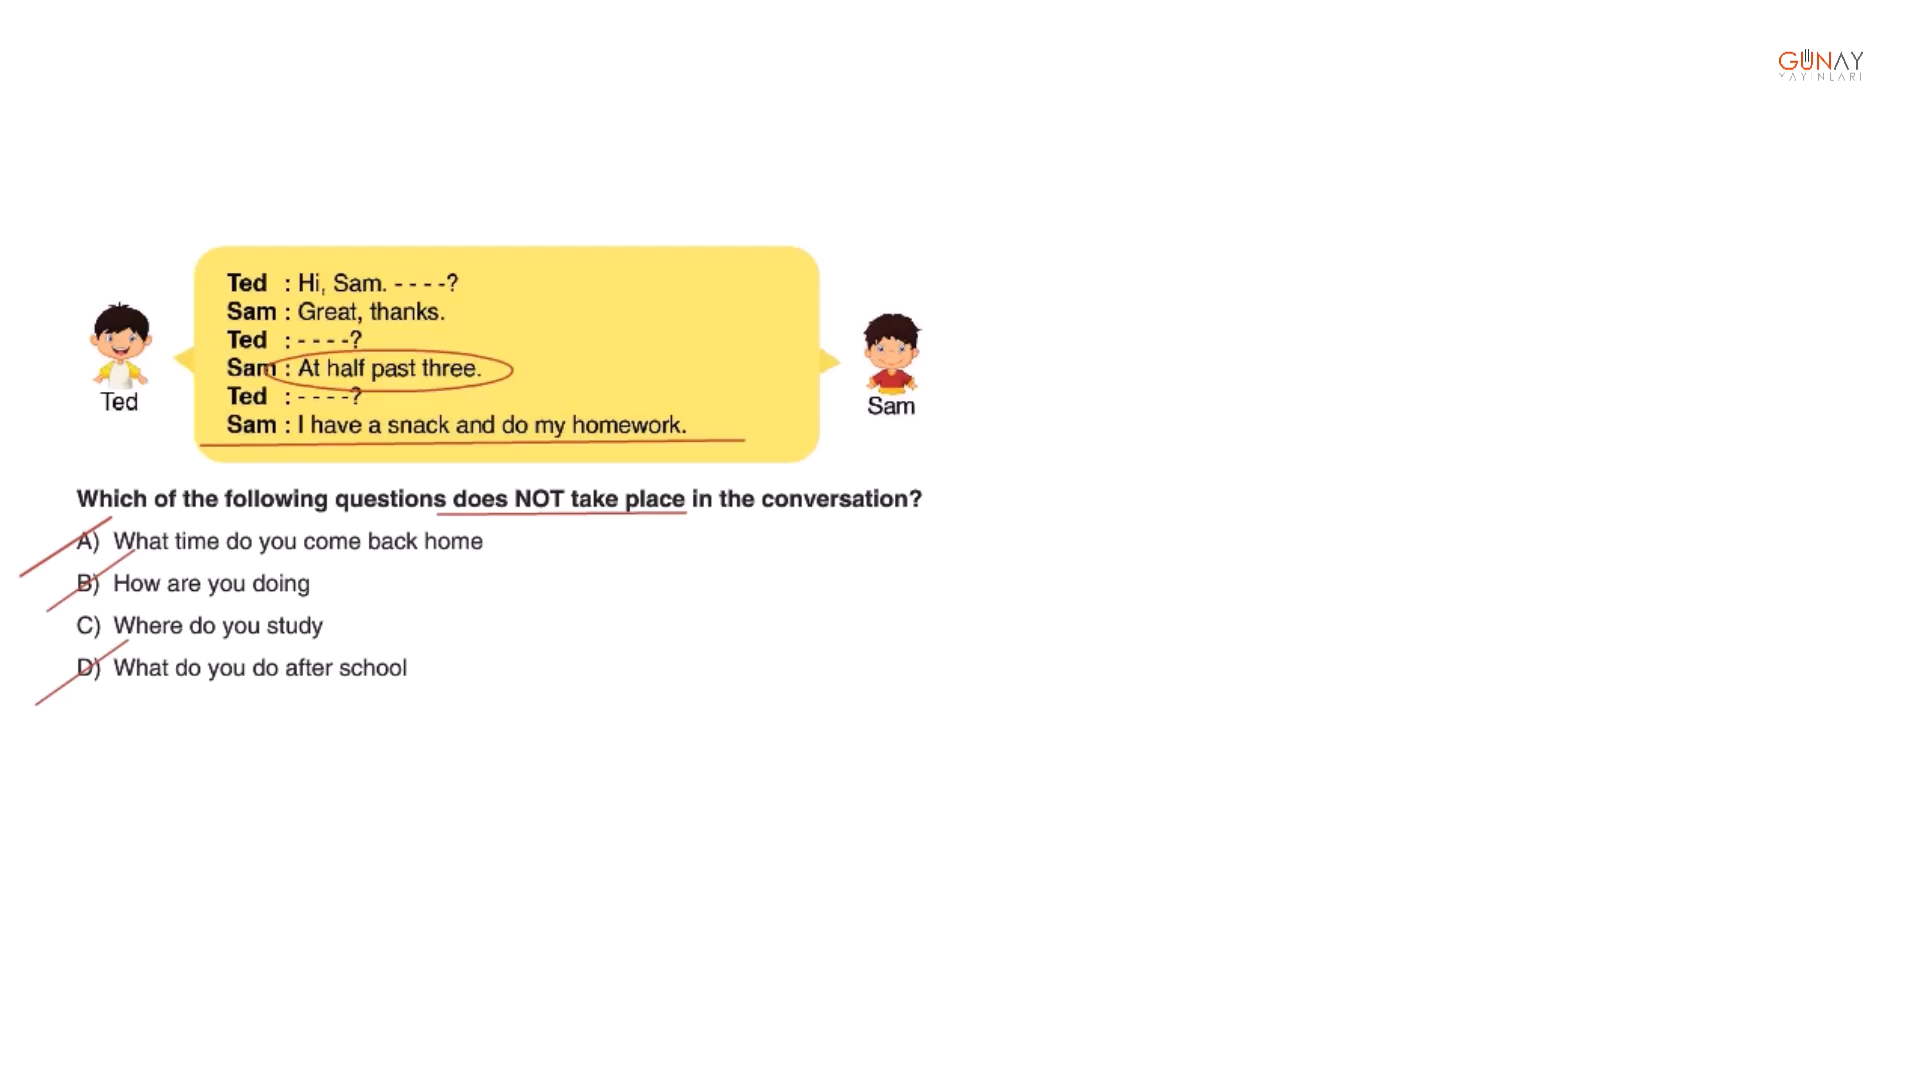 GÜNAY
YAYINLARI
Ted : Hi, Sam. - - - -?
Sam : Great, thanks.
Ted : - - - -?
Sam : At half past three.
Ted : - - - -?
Sam : I have a snack and do my homework.
Ted
Sam
Which of the following questions does NOT take place in the conversation?
A) What time do you come back home
B) How are you doing
C) Where do you study
D) What do you do after school